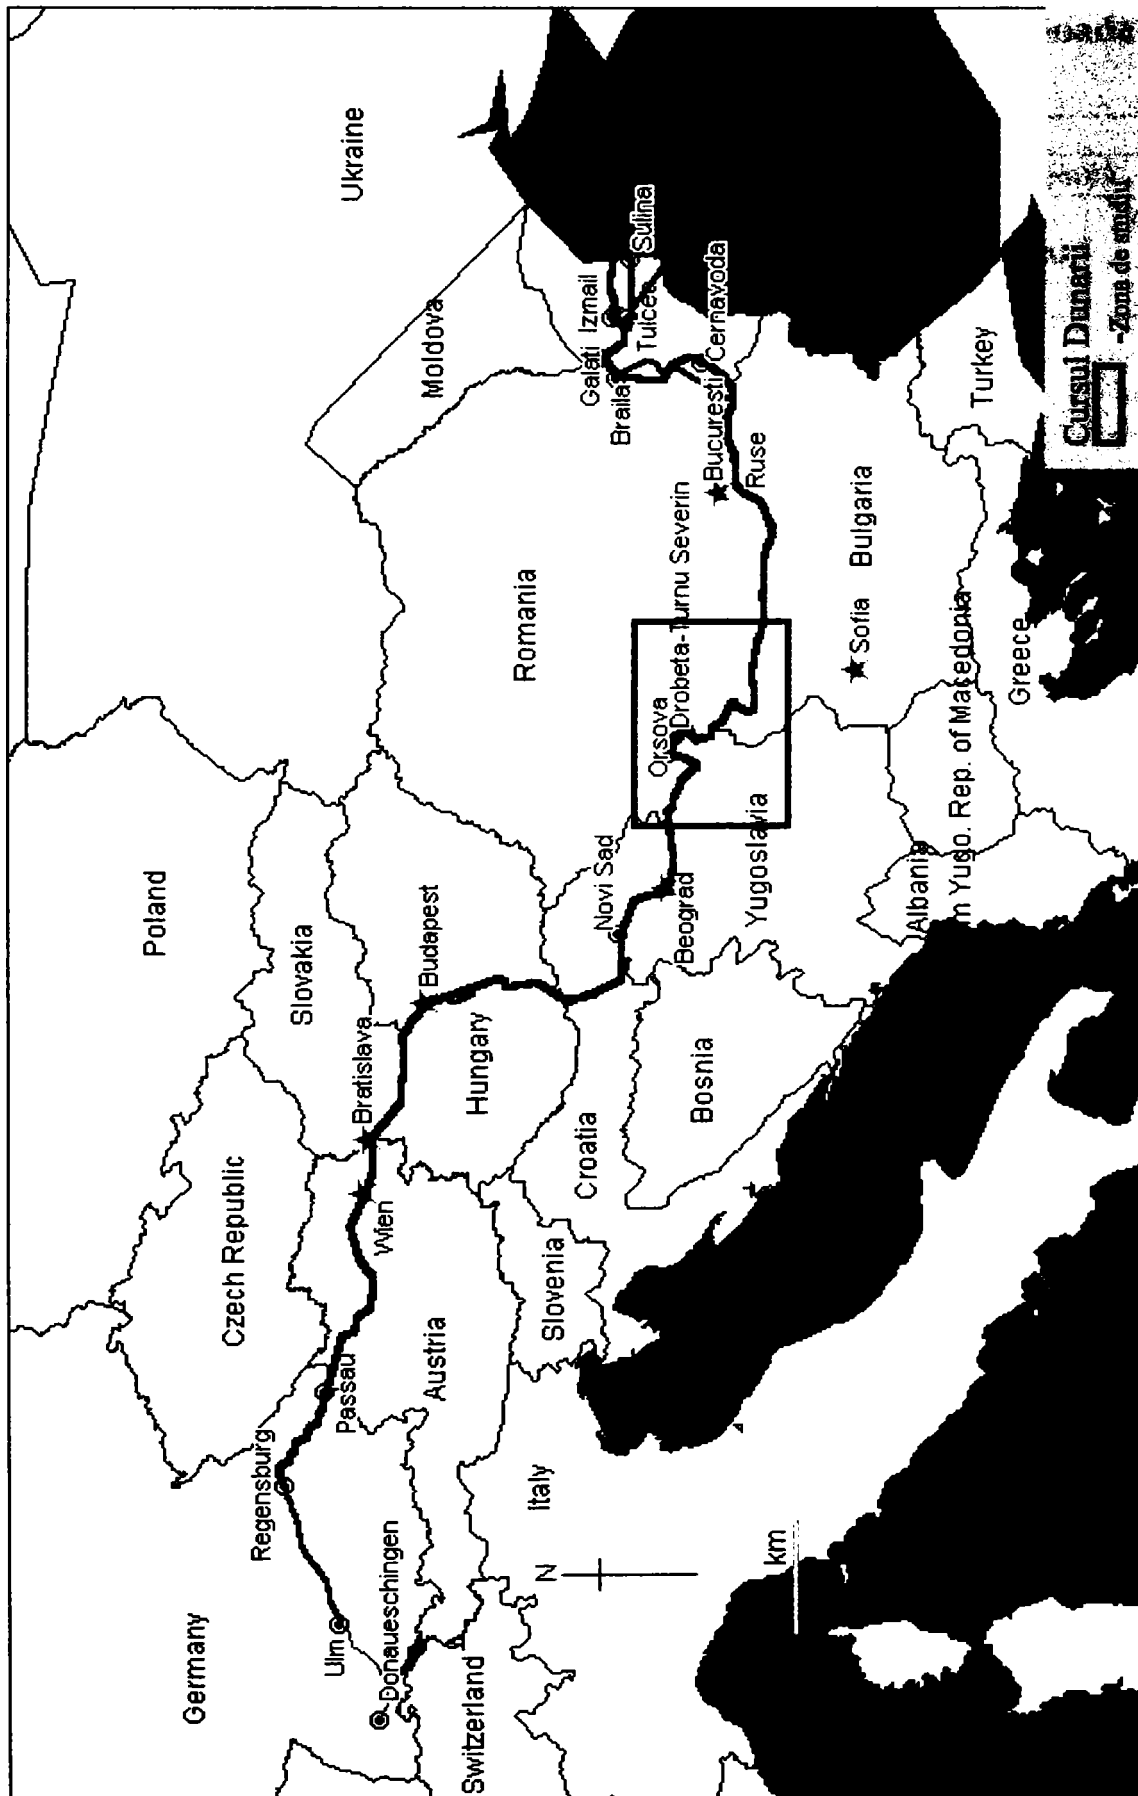 Ukraine
Poland
Germany
Czech Republic
Slovakia
Moldova
Regensburg
Passau
Ulm
Donaueschingen
Wien
Bratislava
Budapest
Austria
Hungary
Romania
Switzerland
Italy
Slovenia
Croatia
Bosnia
Novi Sad
Beograd
Yugoslavia
Orsova
Drobeta-Turnu Severin
Galati
Izmail
Braila
Tulcea
Sulina
Cernavoda
Bucuresti
Ruse
Sofia
Bulgaria
Albania
m Yugo. Rep. of Macedonia
Greece
Turkey
N
km
Cursul Dunarii
-Zona de studiu